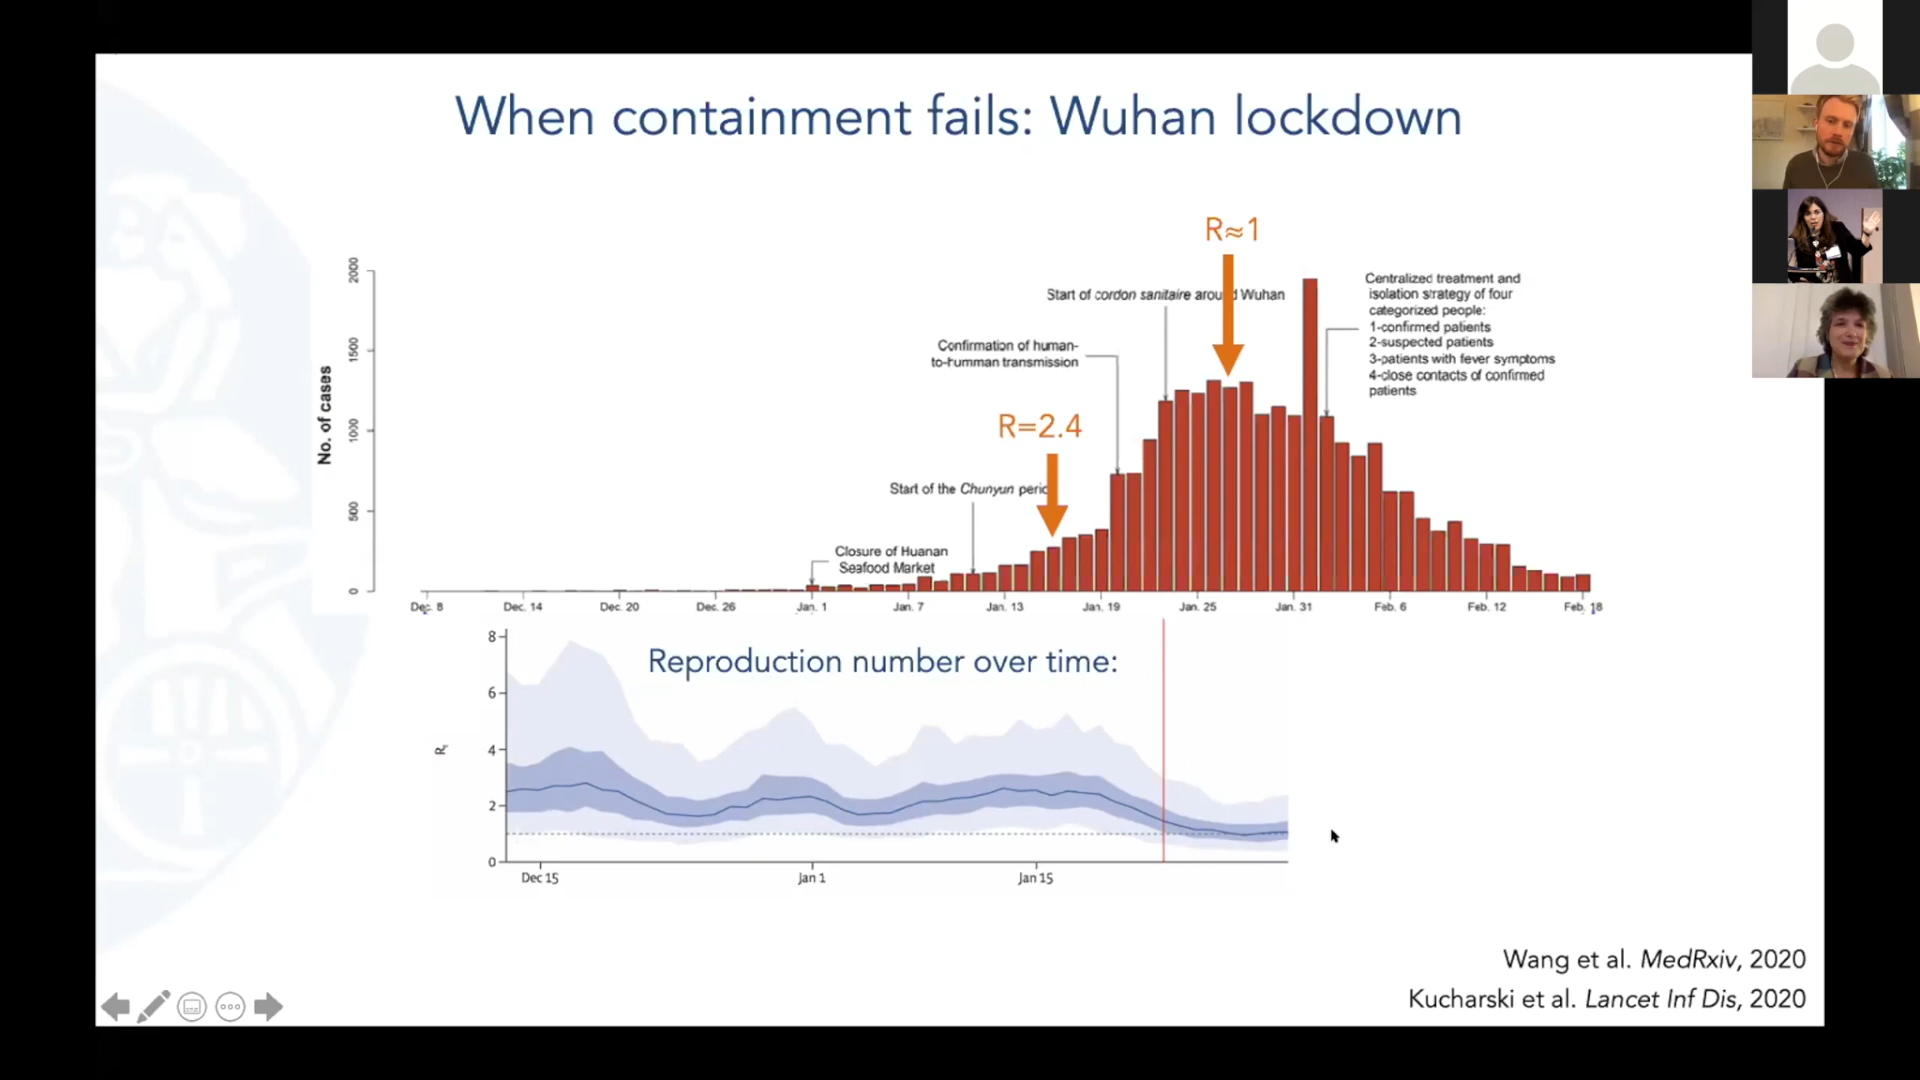 When containment fails: Wuhan lockdown
R≈1
Start of cordon sanitaire around Wuhan
Centralized treatment and
isolation strategy of four
categorized people:
1-confirmed patients
2-suspected patients
3-patients with fever symptoms
4-close contacts of confirmed
patients
Confirmation of human-
to-humman transmission
R=2.4
Start of the Chunyun peric
Closure of Huanan
Seafood Market
No. of cases
2000
1500
1000
500
0
Dec. 8 Dec. 14 Dec. 20 Dec. 26 Jan. 1 Jan. 7 Jan. 13 Jan. 19 Jan. 25 Jan. 31 Feb. 6 Feb. 12 Feb. 18
Reproduction number over time:
8
6
4
2
0
Rt
Dec 15 Jan 1 Jan 15
Wang et al. MedRxiv, 2020
Kucharski et al. Lancet Inf Dis, 2020